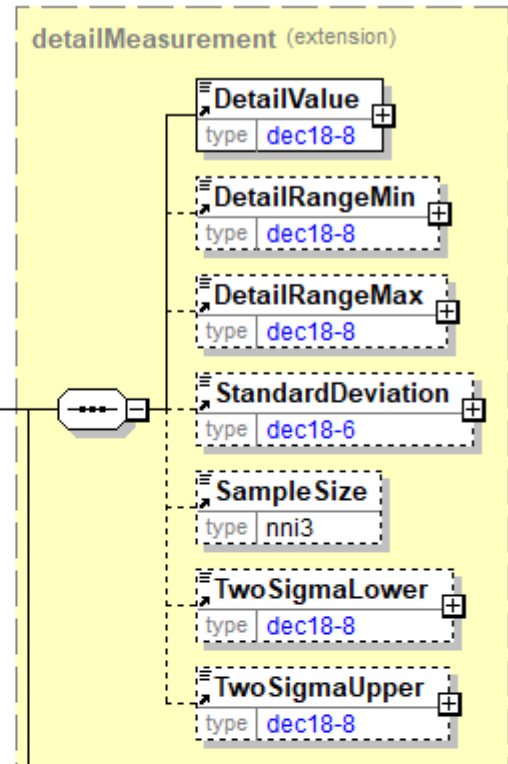 detailMeasurement (extension)
DetailValue
type dec18-8
DetailRangeMin
type dec18-8
DetailRangeMax
type dec18-8
StandardDeviation
type dec18-6
SampleSize
type nni3
TwoSigmaLower
type dec18-8
TwoSigmaUpper
type dec18-8